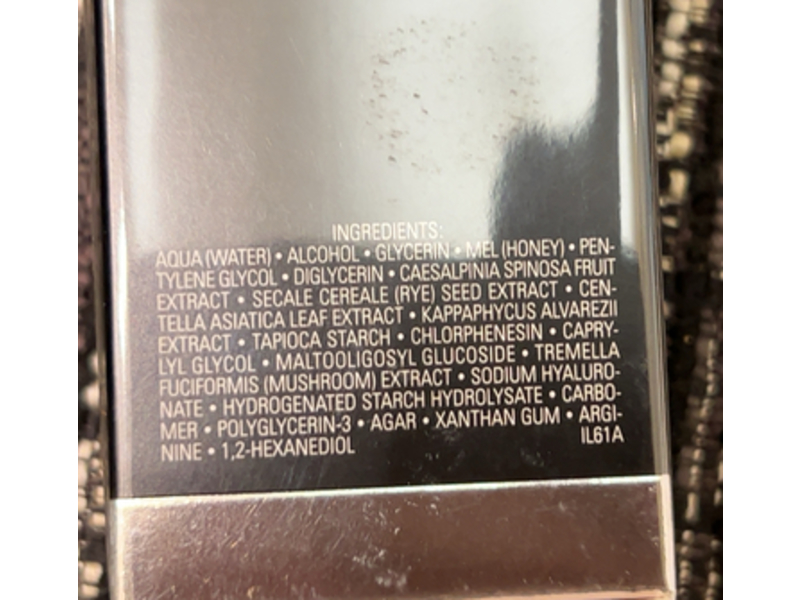 INGREDIENTS:
AQUA (WATER) • ALCOHOL • GLYCERIN • MEL (HONEY) • PEN-
TYLENE GLYCOL • DIGLYCERIN • CAESALPINIA SPINOSA FRUIT
EXTRACT • SECALE CEREALE (RYE) SEED EXTRACT • CEN-
TELLA ASIATICA LEAF EXTRACT • KAPPAPHYCUS ALVAREZII
EXTRACT • TAPIOCA STARCH • CHLORPHENESIN • CAPRY-
LYL GLYCOL • MALTOOLIGOSYL GLUCOSIDE • TREMELLA
FUCIFORMIS (MUSHROOM) EXTRACT • SODIUM HYALURO-
NATE • HYDROGENATED STARCH HYDROLYSATE • CARBO-
MER • POLYGLYCERIN-3 • AGAR • XANTHAN GUM • ARGI-
NINE • 1,2-HEXANEDIOL IL61A